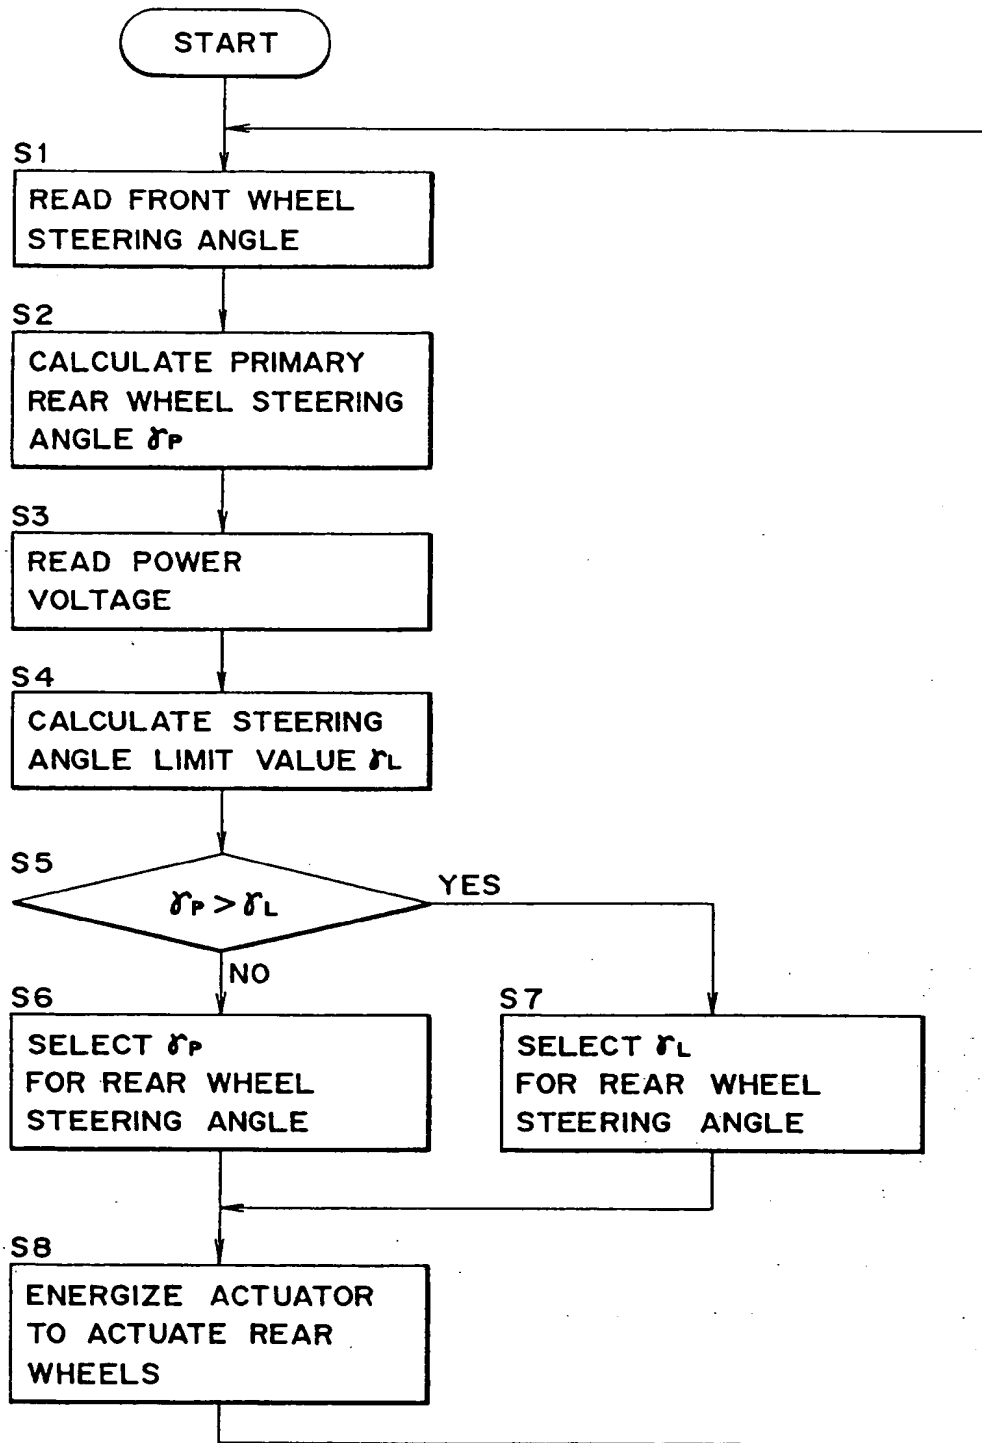 START
S1
READ FRONT WHEEL
STEERING ANGLE
S2
CALCULATE PRIMARY
REAR WHEEL STEERING
ANGLE γP
S3
READ POWER
VOLTAGE
S4
CALCULATE STEERING
ANGLE LIMIT VALUE γL
S5
γP > γL
YES
NO
S6
SELECT γP
FOR REAR WHEEL
STEERING ANGLE
S7
SELECT γL
FOR REAR WHEEL
STEERING ANGLE
S8
ENERGIZE ACTUATOR
TO ACTUATE REAR
WHEELS